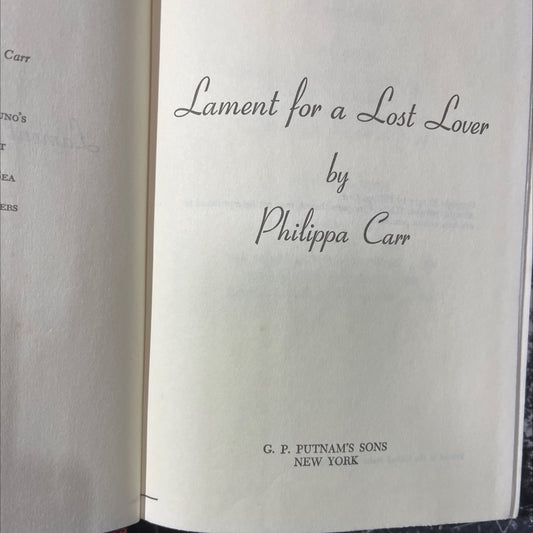 Carr
UNO'S
T
EA
ERS
Lament for a Lost Lover
by
Philippa Carr
G. P. PUTNAM'S SONS
NEW YORK